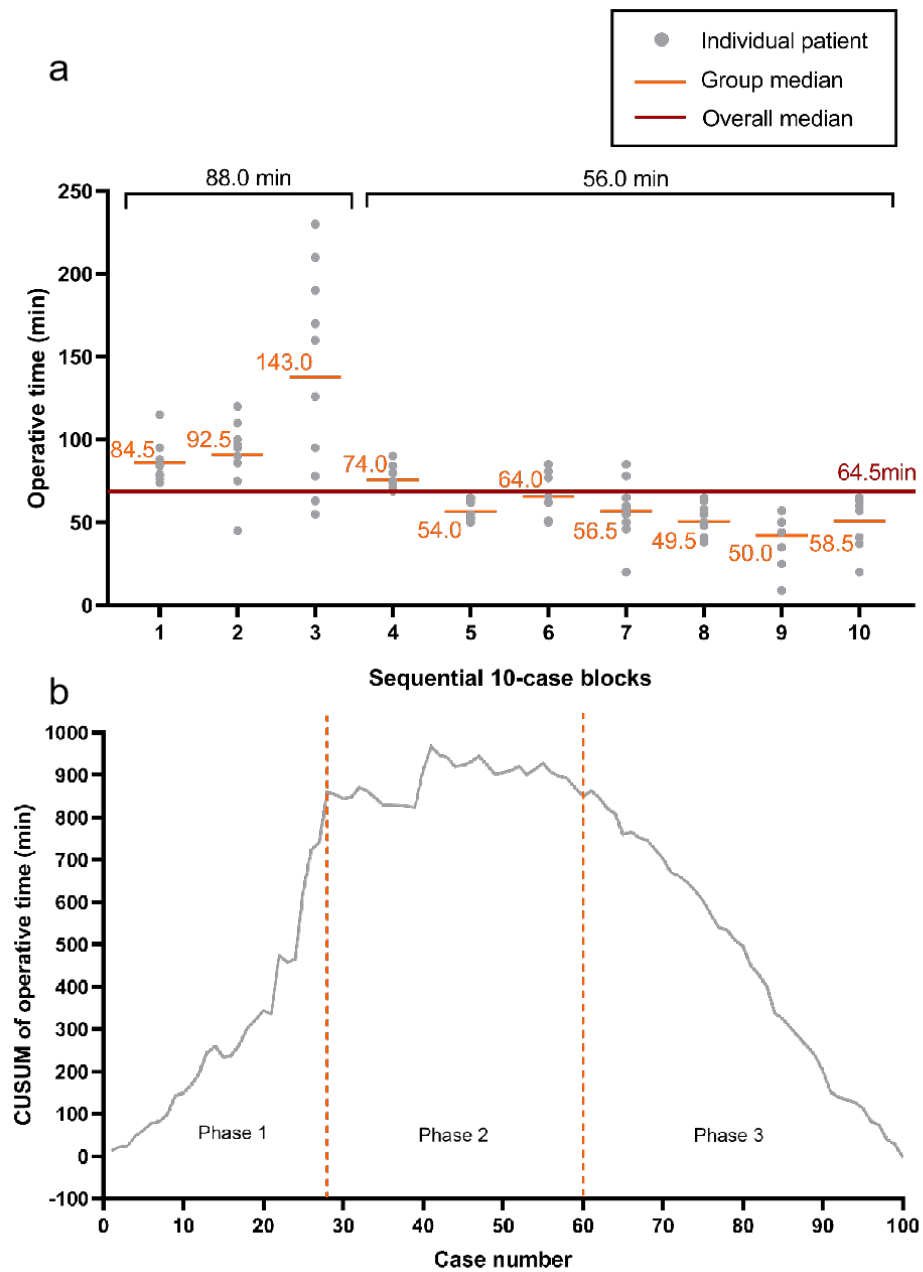 a
Individual patient
Group median
Overall median
88.0 min
56.0 min
Operative time (min)
250
200
150
100
50
0
84.5
92.5
143.0
74.0
54.0
64.0
56.5
49.5
50.0
58.5
64.5min
1 2 3 4 5 6 7 8 9 10
Sequential 10-case blocks
b
CUSUM of operative time (min)
1000
900
800
700
600
500
400
300
200
100
0
-100
Phase 1
Phase 2
Phase 3
0 10 20 30 40 50 60 70 80 90 100
Case number